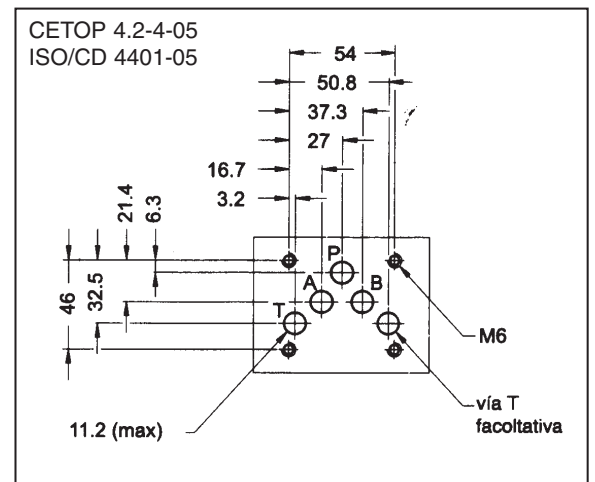 CETOP 4.2-4-05
ISO/CD 4401-05
54
50.8
37.3
27
16.7
3.2
21.4
6.3
46
32.5
P
A
B
T
M6
11.2 (max)
vía T
facoltativa